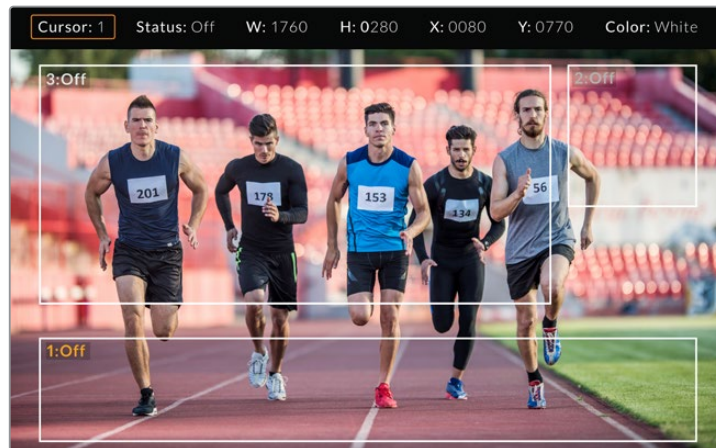 Cursor: 1 Status: Off W: 1760 H: 0280 X: 0080 Y: 0770 Color: White
3:Off 2:Off
201 178 153 134 56
1:Off